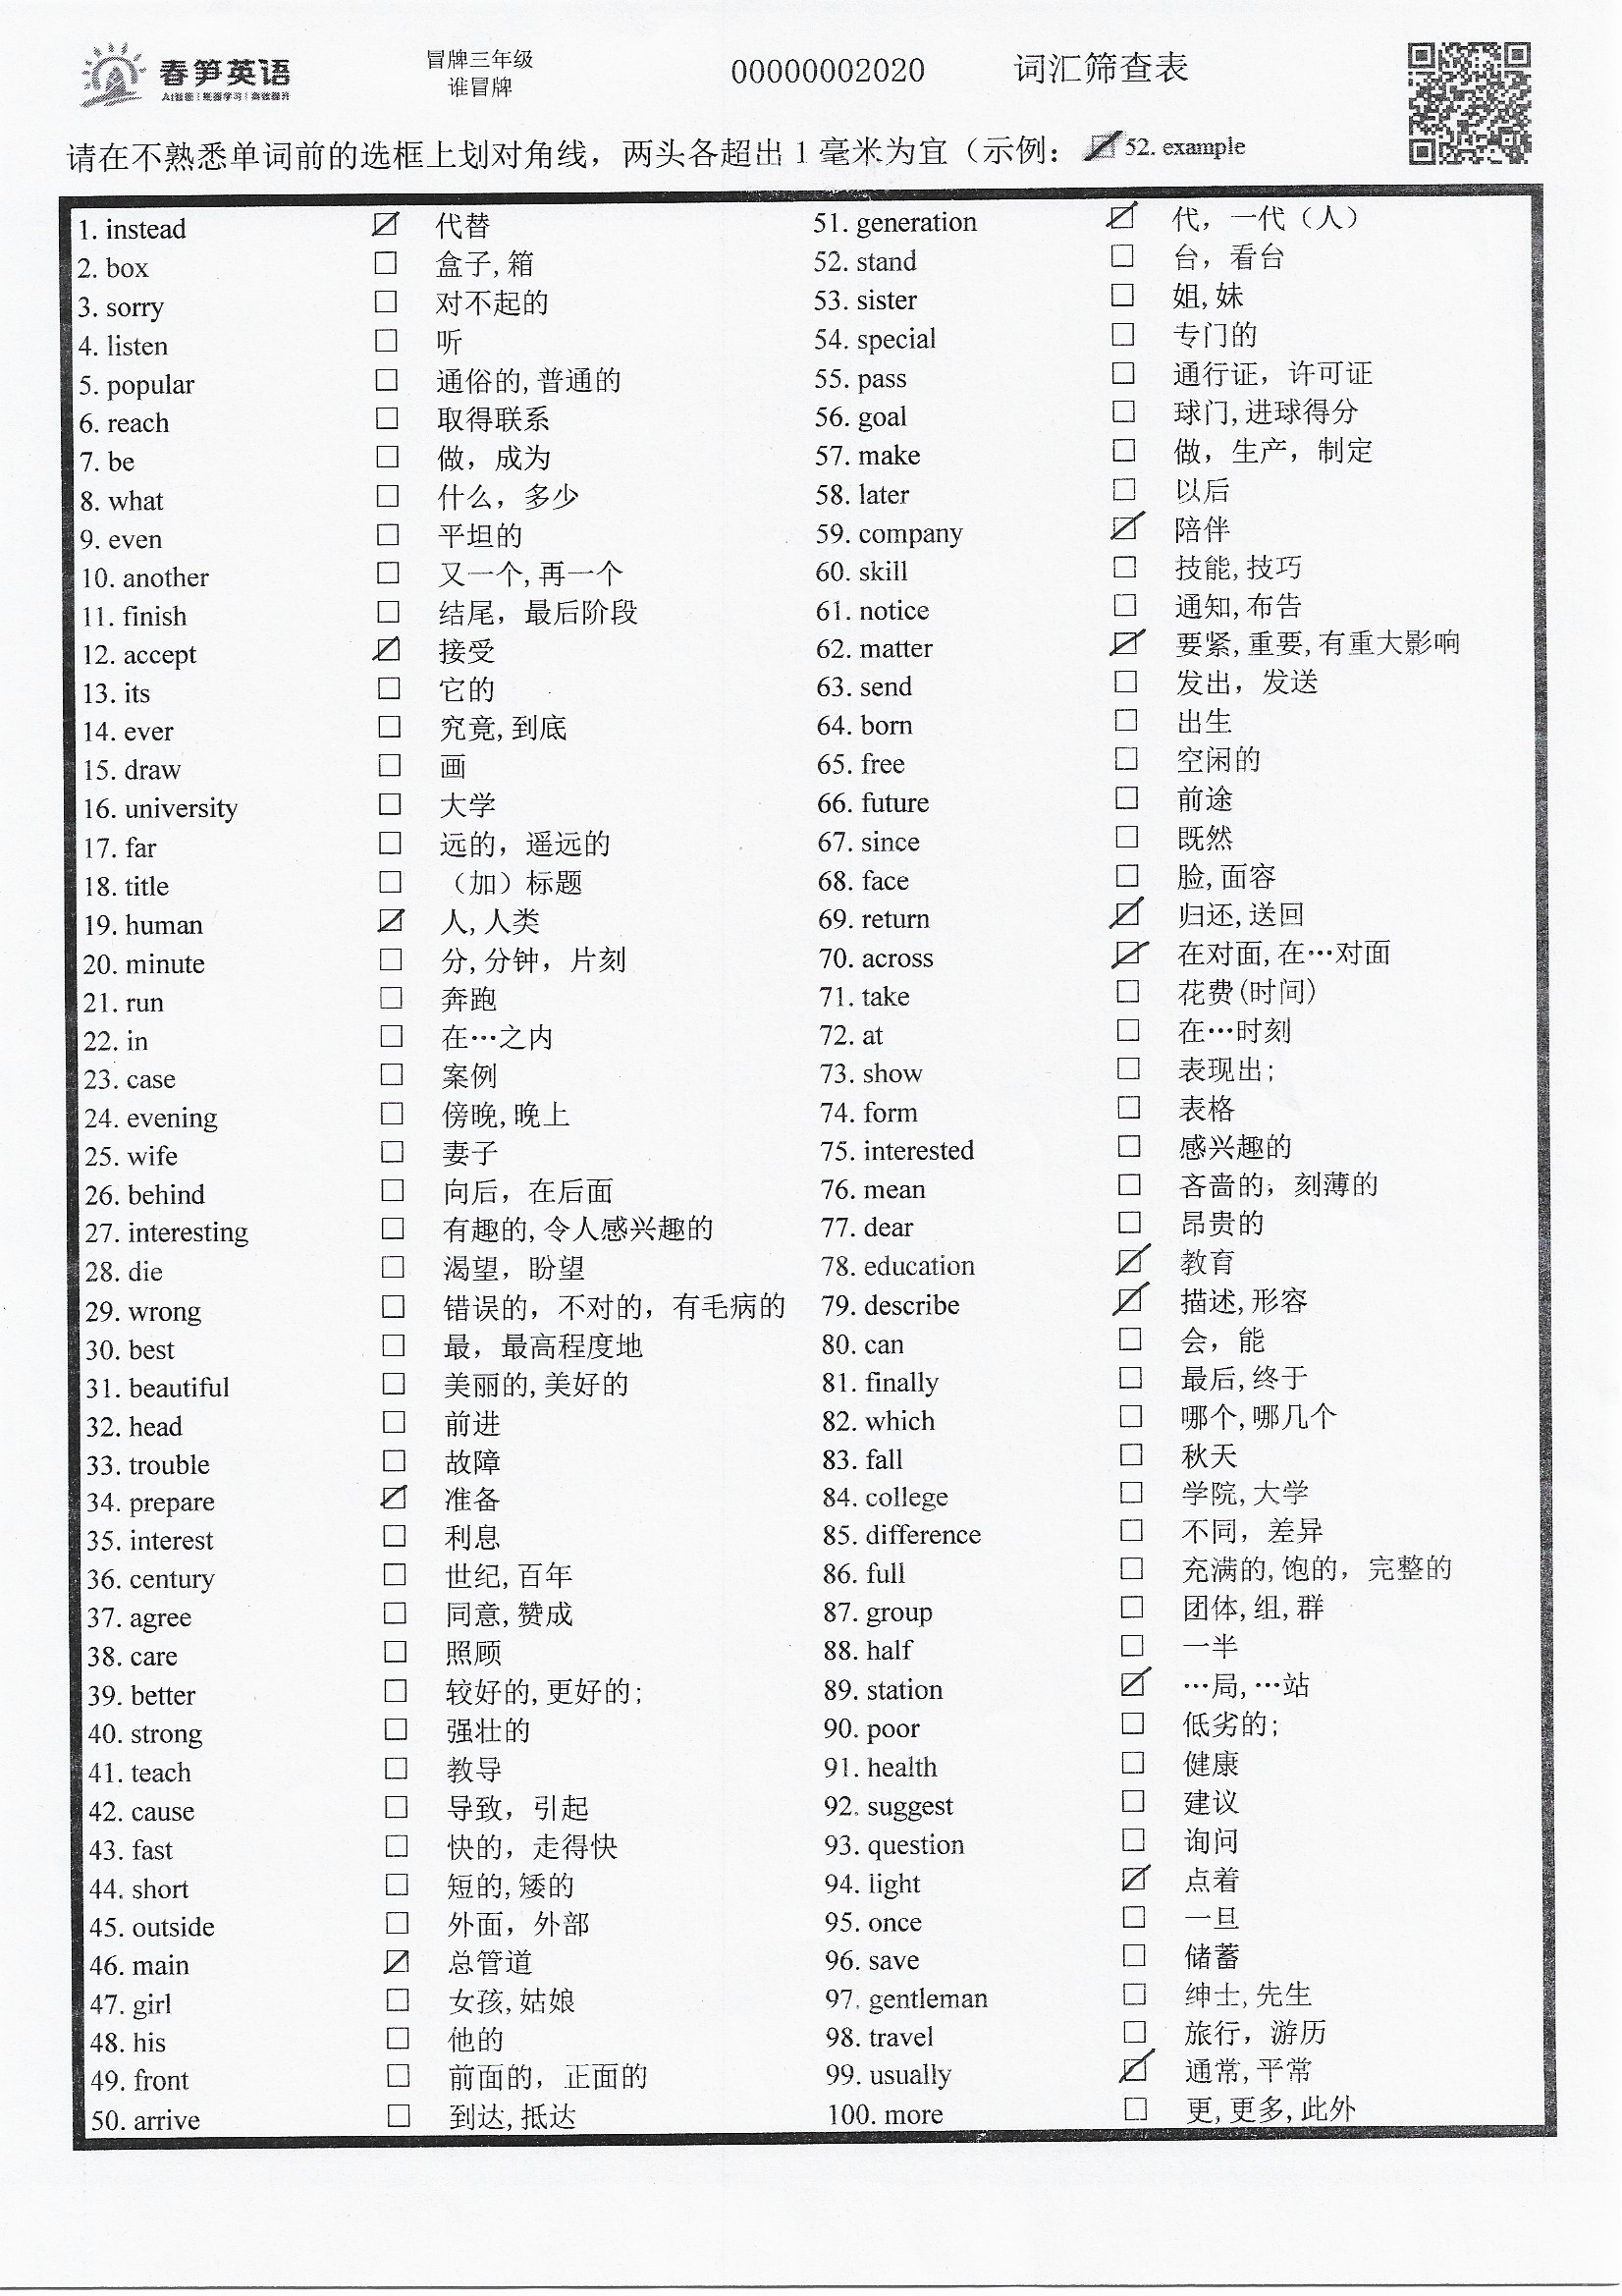 春笋英语
AI智能 | 拓源学习 | 高效提升
冒牌三年级
谁冒牌
00000002020
词汇筛查表
请在不熟悉单词前的选框上划对角线，两头各超出 1 毫米为宜（示例： ☑ 52. example
1. instead ☑ 代替
2. box ☐ 盒子, 箱
3. sorry ☐ 对不起的
4. listen ☐ 听
5. popular ☐ 通俗的, 普通的
6. reach ☐ 取得联系
7. be ☐ 做，成为
8. what ☐ 什么，多少
9. even ☐ 平坦的
10. another ☐ 又一个, 再一个
11. finish ☐ 结尾，最后阶段
12. accept ☑ 接受
13. its ☐ 它的
14. ever ☐ 究竟, 到底
15. draw ☐ 画
16. university ☐ 大学
17. far ☐ 远的，遥远的
18. title ☐ （加）标题
19. human ☑ 人, 人类
20. minute ☐ 分, 分钟，片刻
21. run ☐ 奔跑
22. in ☐ 在…之内
23. case ☐ 案例
24. evening ☐ 傍晚, 晚上
25. wife ☐ 妻子
26. behind ☐ 向后，在后面
27. interesting ☐ 有趣的, 令人感兴趣的
28. die ☐ 渴望，盼望
29. wrong ☐ 错误的，不对的，有毛病的
30. best ☐ 最，最高程度地
31. beautiful ☐ 美丽的, 美好的
32. head ☐ 前进
33. trouble ☐ 故障
34. prepare ☑ 准备
35. interest ☐ 利息
36. century ☐ 世纪, 百年
37. agree ☐ 同意, 赞成
38. care ☐ 照顾
39. better ☐ 较好的, 更好的;
40. strong ☐ 强壮的
41. teach ☐ 教导
42. cause ☐ 导致，引起
43. fast ☐ 快的，走得快
44. short ☐ 短的, 矮的
45. outside ☐ 外面，外部
46. main ☑ 总管道
47. girl ☐ 女孩, 姑娘
48. his ☐ 他的
49. front ☐ 前面的，正面的
50. arrive ☐ 到达, 抵达
51. generation ☑ 代，一代（人）
52. stand ☐ 台，看台
53. sister ☐ 姐, 妹
54. special ☐ 专门的
55. pass ☐ 通行证，许可证
56. goal ☐ 球门, 进球得分
57. make ☐ 做，生产，制定
58. later ☐ 以后
59. company ☑ 陪伴
60. skill ☐ 技能, 技巧
61. notice ☐ 通知, 布告
62. matter ☑ 要紧, 重要, 有重大影响
63. send ☐ 发出，发送
64. born ☐ 出生
65. free ☐ 空闲的
66. future ☐ 前途
67. since ☐ 既然
68. face ☐ 脸, 面容
69. return ☑ 归还, 送回
70. across ☑ 在对面, 在…对面
71. take ☐ 花费(时间)
72. at ☐ 在…时刻
73. show ☐ 表现出;
74. form ☐ 表格
75. interested ☐ 感兴趣的
76. mean ☐ 吝啬的，刻薄的
77. dear ☐ 昂贵的
78. education ☑ 教育
79. describe ☑ 描述, 形容
80. can ☐ 会，能
81. finally ☐ 最后, 终于
82. which ☐ 哪个, 哪几个
83. fall ☐ 秋天
84. college ☐ 学院, 大学
85. difference ☐ 不同，差异
86. full ☐ 充满的, 饱的，完整的
87. group ☐ 团体, 组, 群
88. half ☐ 一半
89. station ☑ …局, …站
90. poor ☐ 低劣的;
91. health ☐ 健康
92. suggest ☐ 建议
93. question ☐ 询问
94. light ☑ 点着
95. once ☐ 一旦
96. save ☐ 储蓄
97. gentleman ☐ 绅士, 先生
98. travel ☐ 旅行，游历
99. usually ☑ 通常, 平常
100. more ☐ 更, 更多, 此外